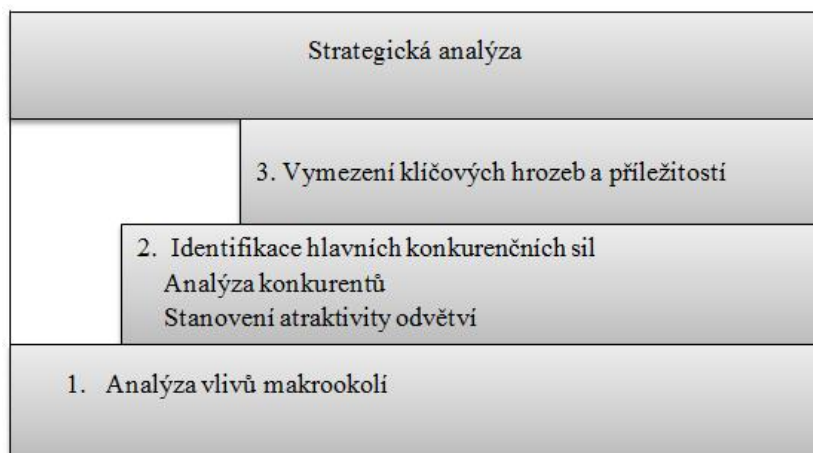 Strategická analýza
3. Vymezení klíčových hrozeb a příležitostí
2. Identifikace hlavních konkurenčních sil
Analýza konkurentů
Stanovení atraktivity odvětví
1. Analýza vlivů makrookolí